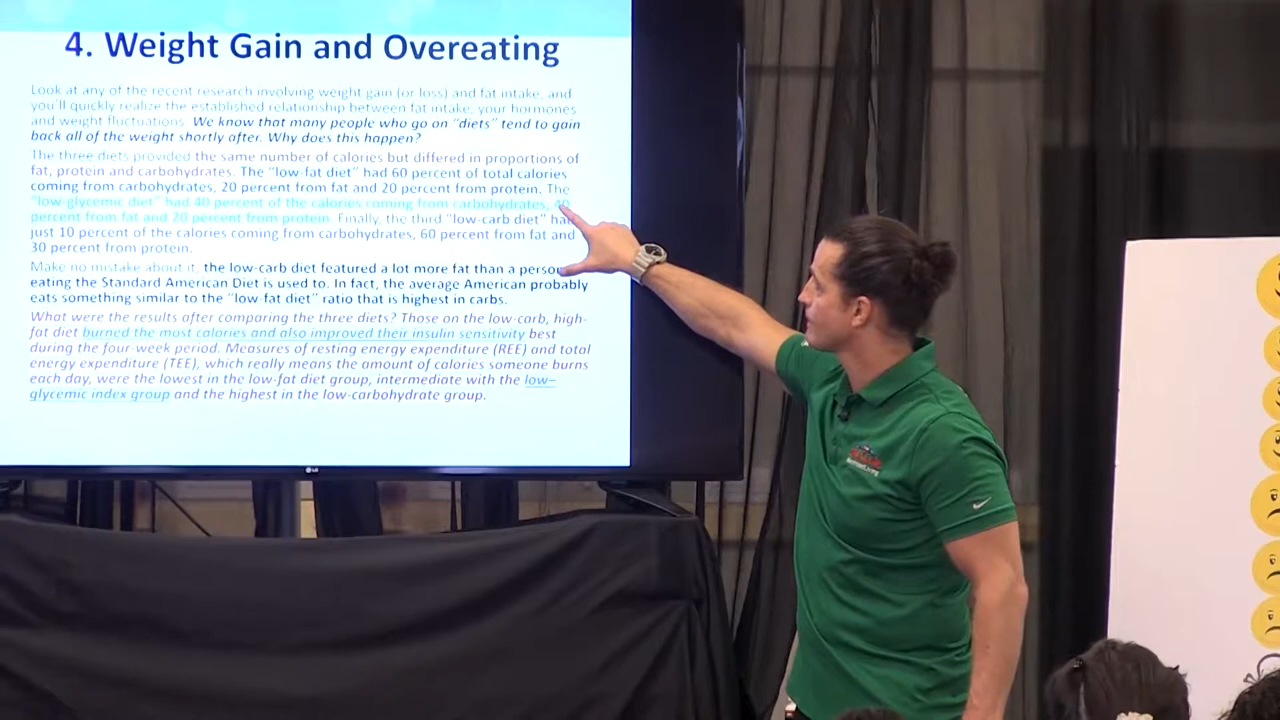 4. Weight Gain and Overeating
Look at any of the recent research involving weight gain (or loss) and fat intake, and
you'll quickly realize the established relationship between fat intake, your hormones
and weight fluctuations. We know that many people who go on "diets" tend to gain
back all of the weight shortly after. Why does this happen?
The three diets provided the same number of calories but differed in proportions of
fat, protein and carbohydrates. The "low-fat diet" had 60 percent of total calories
coming from carbohydrates, 20 percent from fat and 20 percent from protein. The
"low-glycemic diet" had 40 percent of the calories coming from carbohydrates, 40
percent from fat and 20 percent from protein. Finally, the third "low-carb diet" had
just 10 percent of the calories coming from carbohydrates, 60 percent from fat and
30 percent from protein.
Make no mistake about it, the low-carb diet featured a lot more fat than a person
eating the Standard American Diet is used to. In fact, the average American probably
eats something similar to the "low-fat diet" ratio that is highest in carbs.
What were the results after comparing the three diets? Those on the low-carb, high-
fat diet burned the most calories and also improved their insulin sensitivity best
during the four-week period. Measures of resting energy expenditure (REE) and total
energy expenditure (TEE), which really means the amount of calories someone burns
each day, were the lowest in the low-fat diet group, intermediate with the low-
glycemic index group and the highest in the low-carbohydrate group.
LG